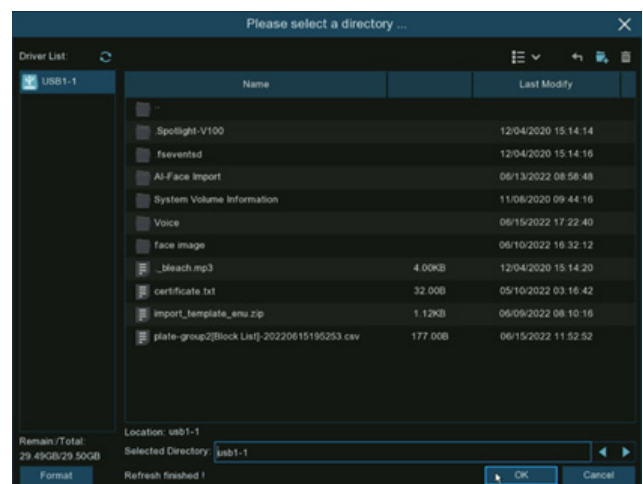 Please select a directory ...
Driver List:
USB1-1
Name Last Modify
..
.Spotlight-V100 12/04/2020 15:14:14
.fseventsd 12/04/2020 15:14:16
AI-Face Import 06/13/2022 08:58:48
System Volume Information 11/08/2020 09:44:16
Voice 06/15/2022 17:22:40
face image 06/10/2022 16:32:12
._bleach.mp3 4.00KB 12/04/2020 15:14:20
certificate.txt 32.00B 05/10/2022 03:16:42
import_template_enu.zip 1.12KB 06/09/2022 08:10:16
plate-group2[Block List]-20220615195253.csv 177.00B 06/15/2022 11:52:52
Location: usb1-1
Remain:/Total:
29.49GB/29.50GB
Selected Directory: usb1-1
Format
Refresh finished !
OK
Cancel